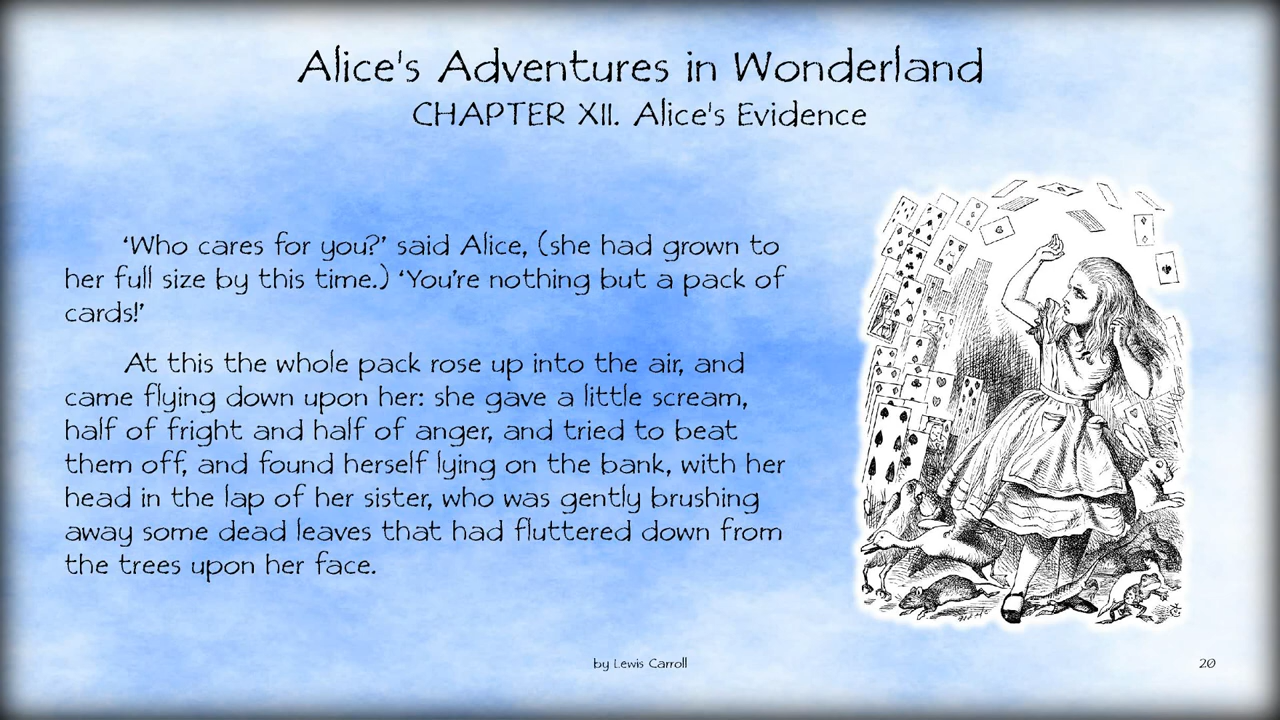 Alice's Adventures in Wonderland
CHAPTER XII. Alice's Evidence
‘Who cares for you?’ said Alice, (she had grown to
her full size by this time.) ‘You’re nothing but a pack of
cards!’
At this the whole pack rose up into the air, and
came flying down upon her: she gave a little scream,
half of fright and half of anger, and tried to beat
them off, and found herself lying on the bank, with her
head in the lap of her sister, who was gently brushing
away some dead leaves that had fluttered down from
the trees upon her face.
by Lewis Carroll
20